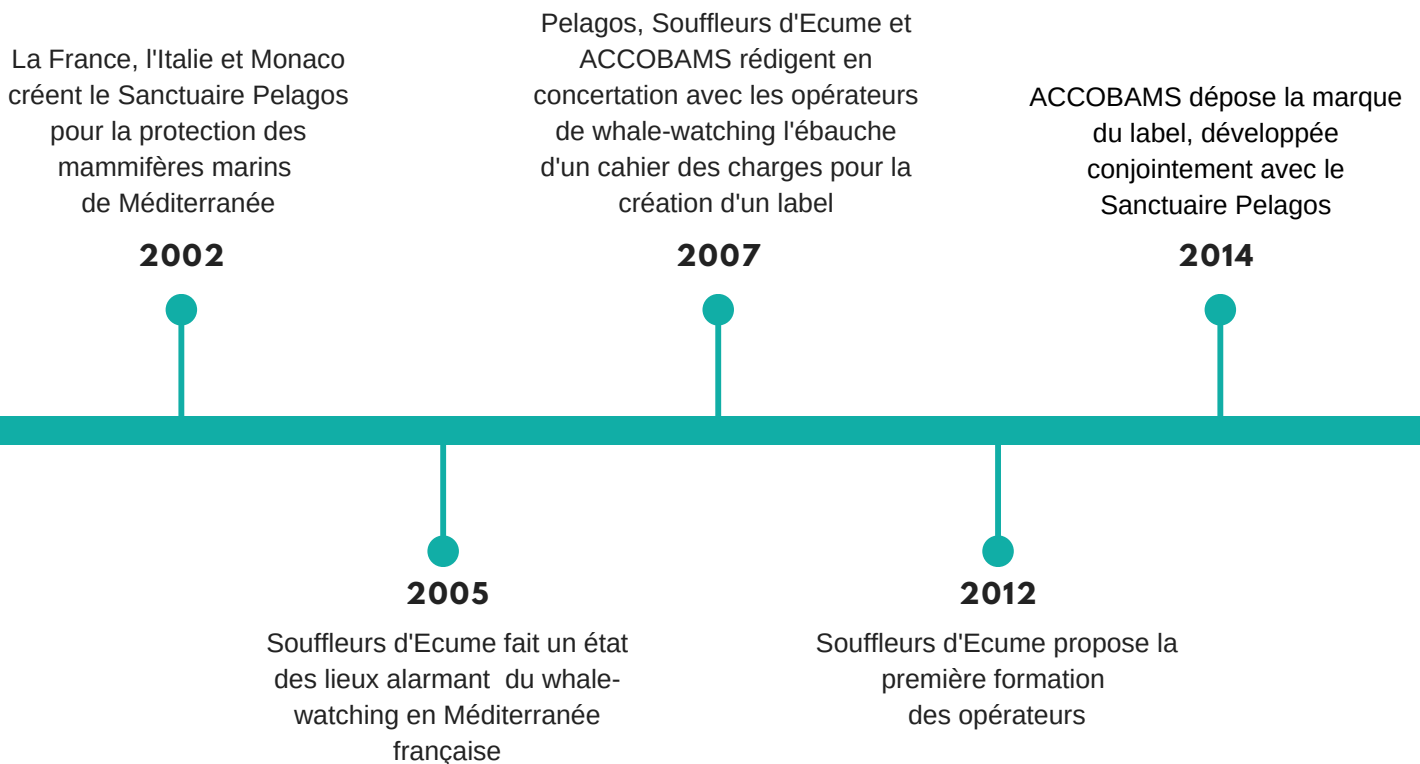 La France, l'Italie et Monaco
créent le Sanctuaire Pelagos
pour la protection des
mammifères marins
de Méditerranée
2002
Souffleurs d'Ecume fait un état
des lieux alarmant  du whale-
watching en Méditerranée
française
2005
Pelagos, Souffleurs d'Ecume et
ACCOBAMS rédigent en
concertation avec les opérateurs
de whale-watching l'ébauche
d'un cahier des charges pour la
création d'un label
2007
2012
Souffleurs d'Ecume propose la
première formation
des opérateurs
ACCOBAMS dépose la marque
du label, développée
conjointement avec le
Sanctuaire Pelagos
2014